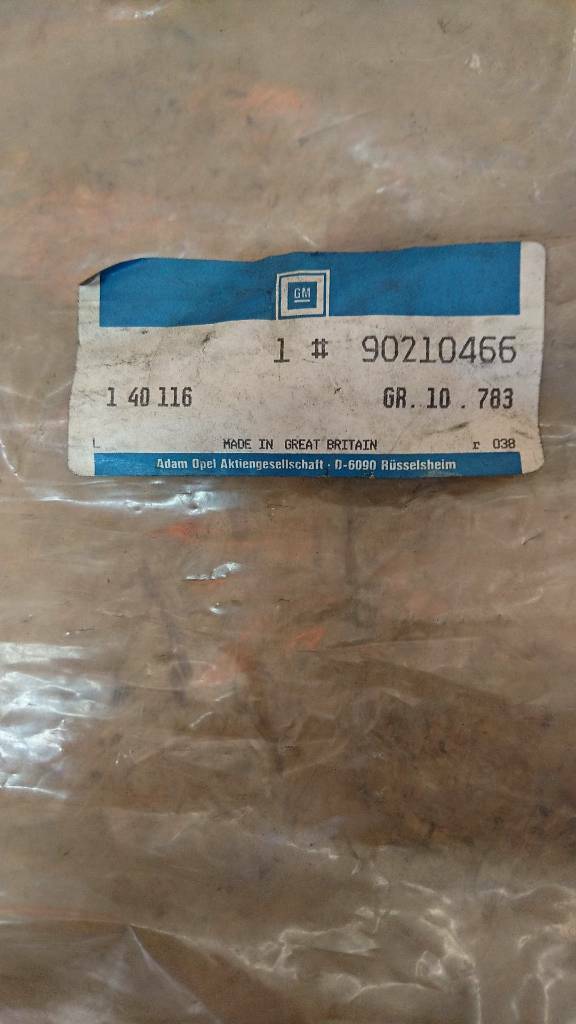 GM
1 # 90210466
1 40 116 GR. 10 . 783
L MADE IN GREAT BRITAIN r 038
Adam Opel Aktiengesellschaft · D-6090 Rüsselsheim